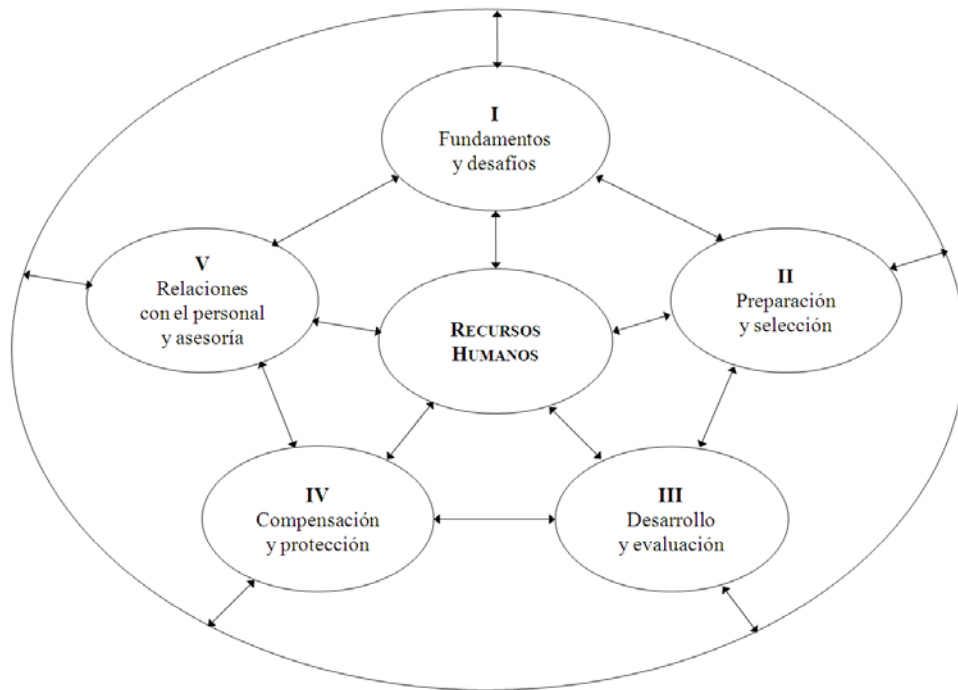 I
Fundamentos
y desafíos
V
Relaciones
con el personal
y asesoría
II
Preparación
y selección
RECURSOS
HUMANOS
IV
Compensación
y protección
III
Desarrollo
y evaluación